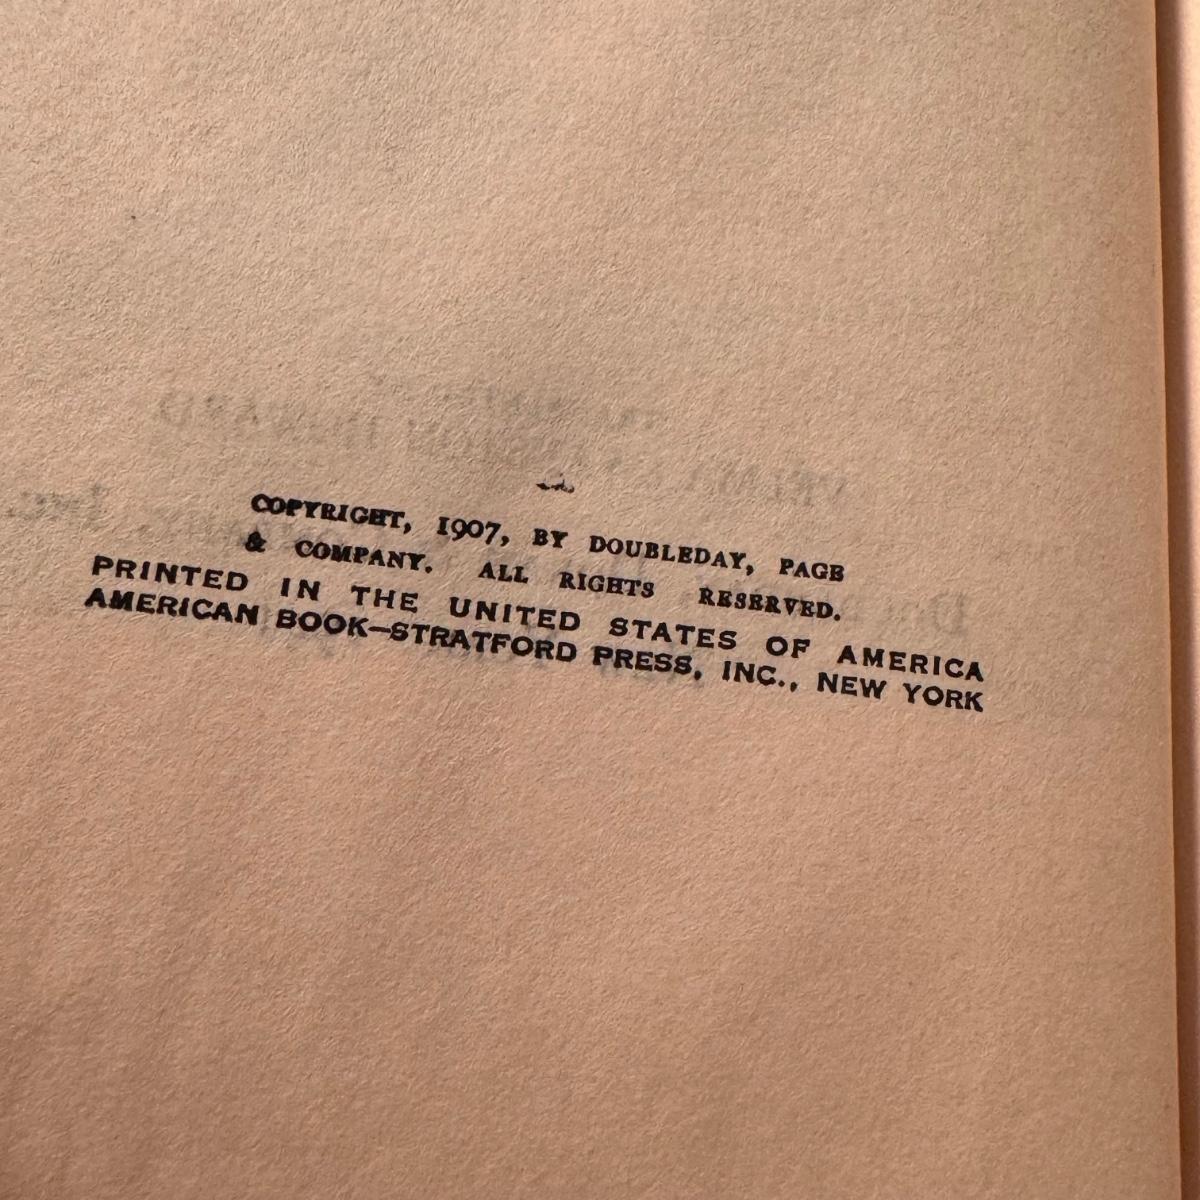 COPYRIGHT, 1907, BY DOUBLEDAY, PAGE
& COMPANY. ALL RIGHTS RESERVED.
PRINTED IN THE UNITED STATES OF AMERICA
AMERICAN BOOK—STRATFORD PRESS, INC., NEW YORK